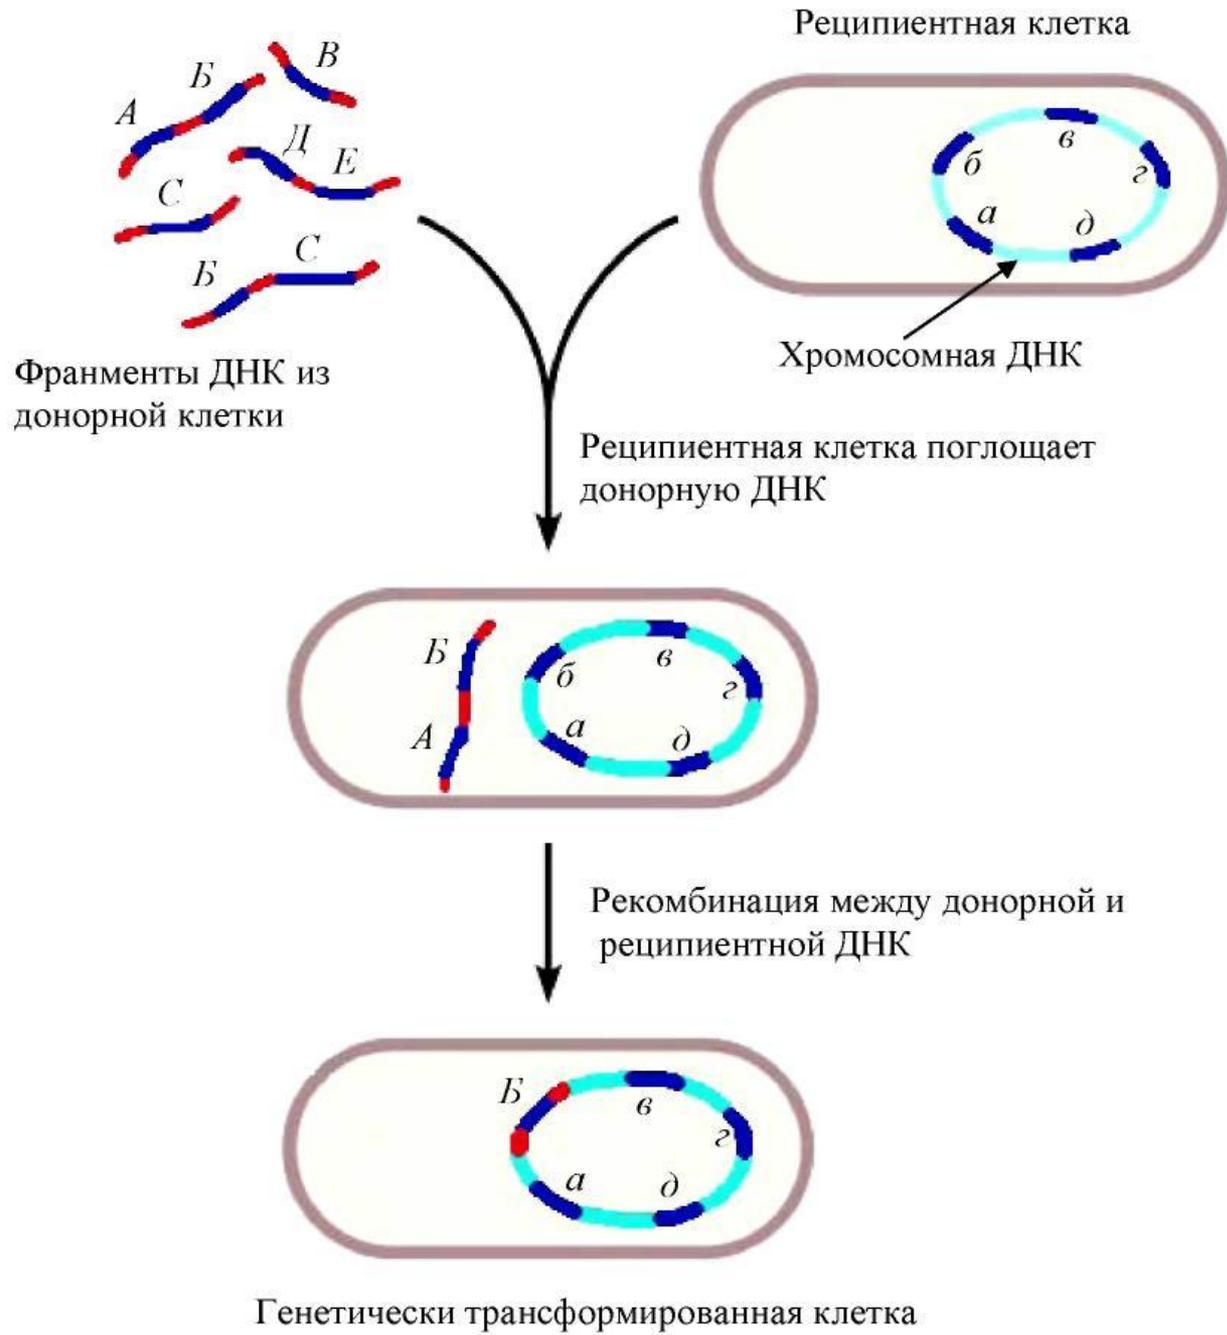 Реципиентная клетка
А
Б
В
Д
Е
С
Б
С
б
в
г
а
д
Франменты ДНК из
донорной клетки
Хромосомная ДНК
Реципиентная клетка поглощает
донорную ДНК
Б
А
б
в
г
а
д
Рекомбинация между донорной и
реципиентной ДНК
Б
в
г
а
д
Генетически трансформированная клетка